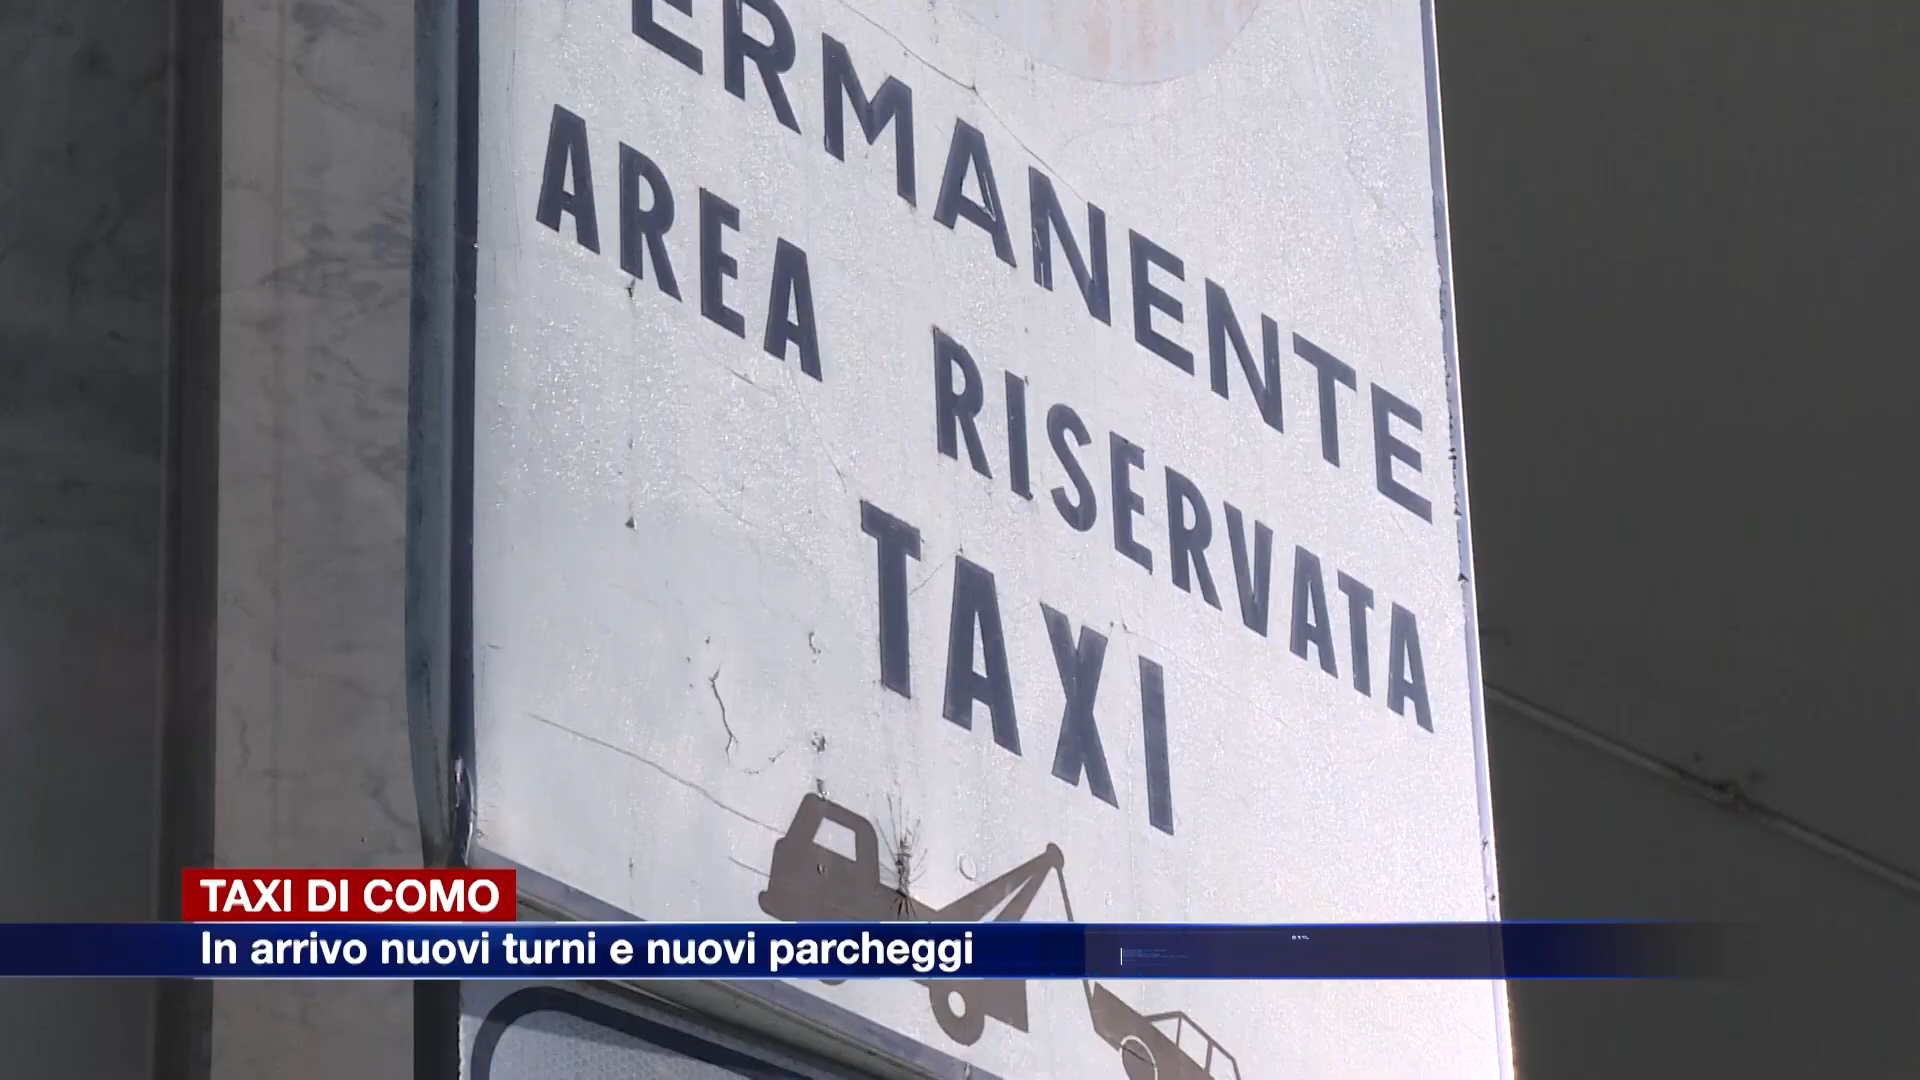 ERMANENTE
AREA RISERVATA
TAXI
TAXI DI COMO
In arrivo nuovi turni e nuovi parcheggi